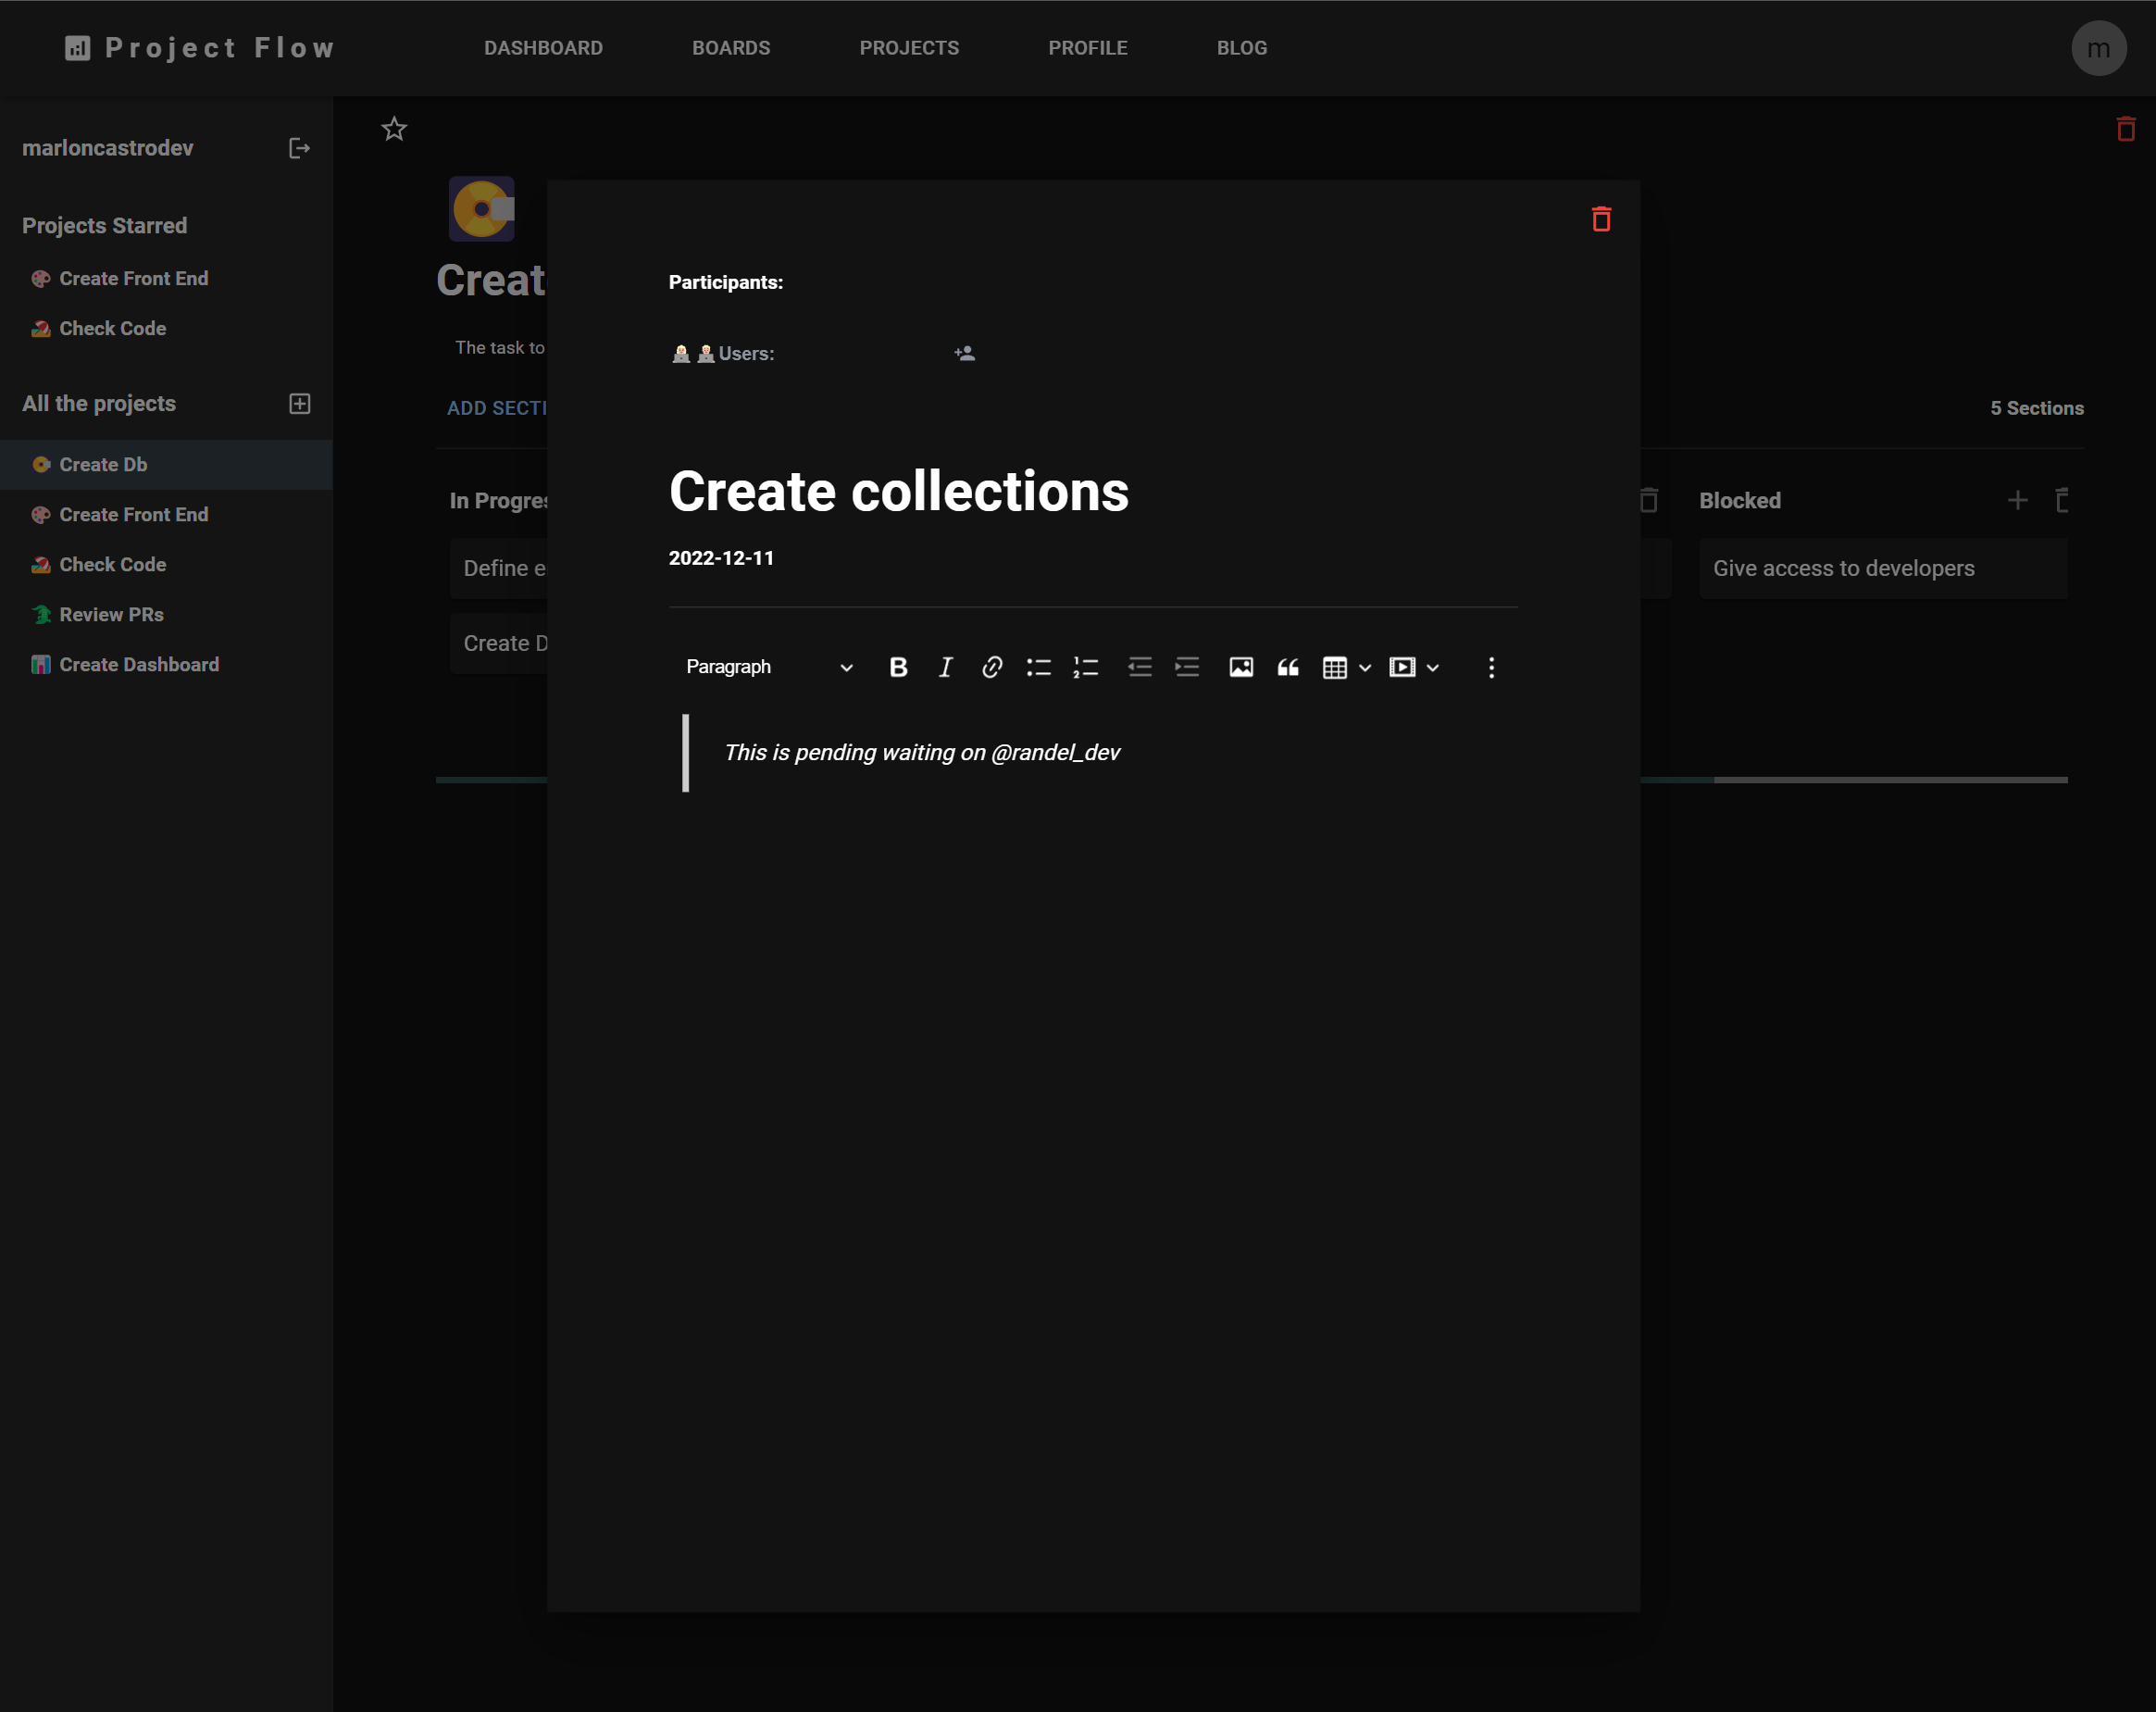 Project Flow
DASHBOARD
BOARDS
PROJECTS
PROFILE
BLOG
m
marloncastrodev
Projects Starred
Create Front End
Check Code
All the projects
Create Db
Create Front End
Check Code
Review PRs
Create Dashboard
Creat
The task to
ADD SECTI
5 Sections
In Progres
Define e
Create D
Blocked
Give access to developers
Participants:
Users:
Create collections
2022-12-11
Paragraph
This is pending waiting on @randel_dev